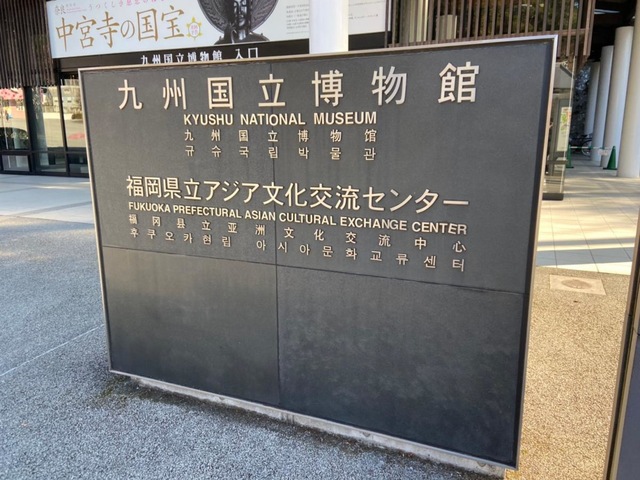 中宮寺の国宝
九州国立博物館 入口
九州国立博物館
KYUSHU NATIONAL MUSEUM
九州国立博物馆
규슈국립박물관
福岡県立アジア文化交流センター
FUKUOKA PREFECTURAL ASIAN CULTURAL EXCHANGE CENTER
福冈县立亚洲文化交流中心
후쿠오카현립 아시아문화교류센터